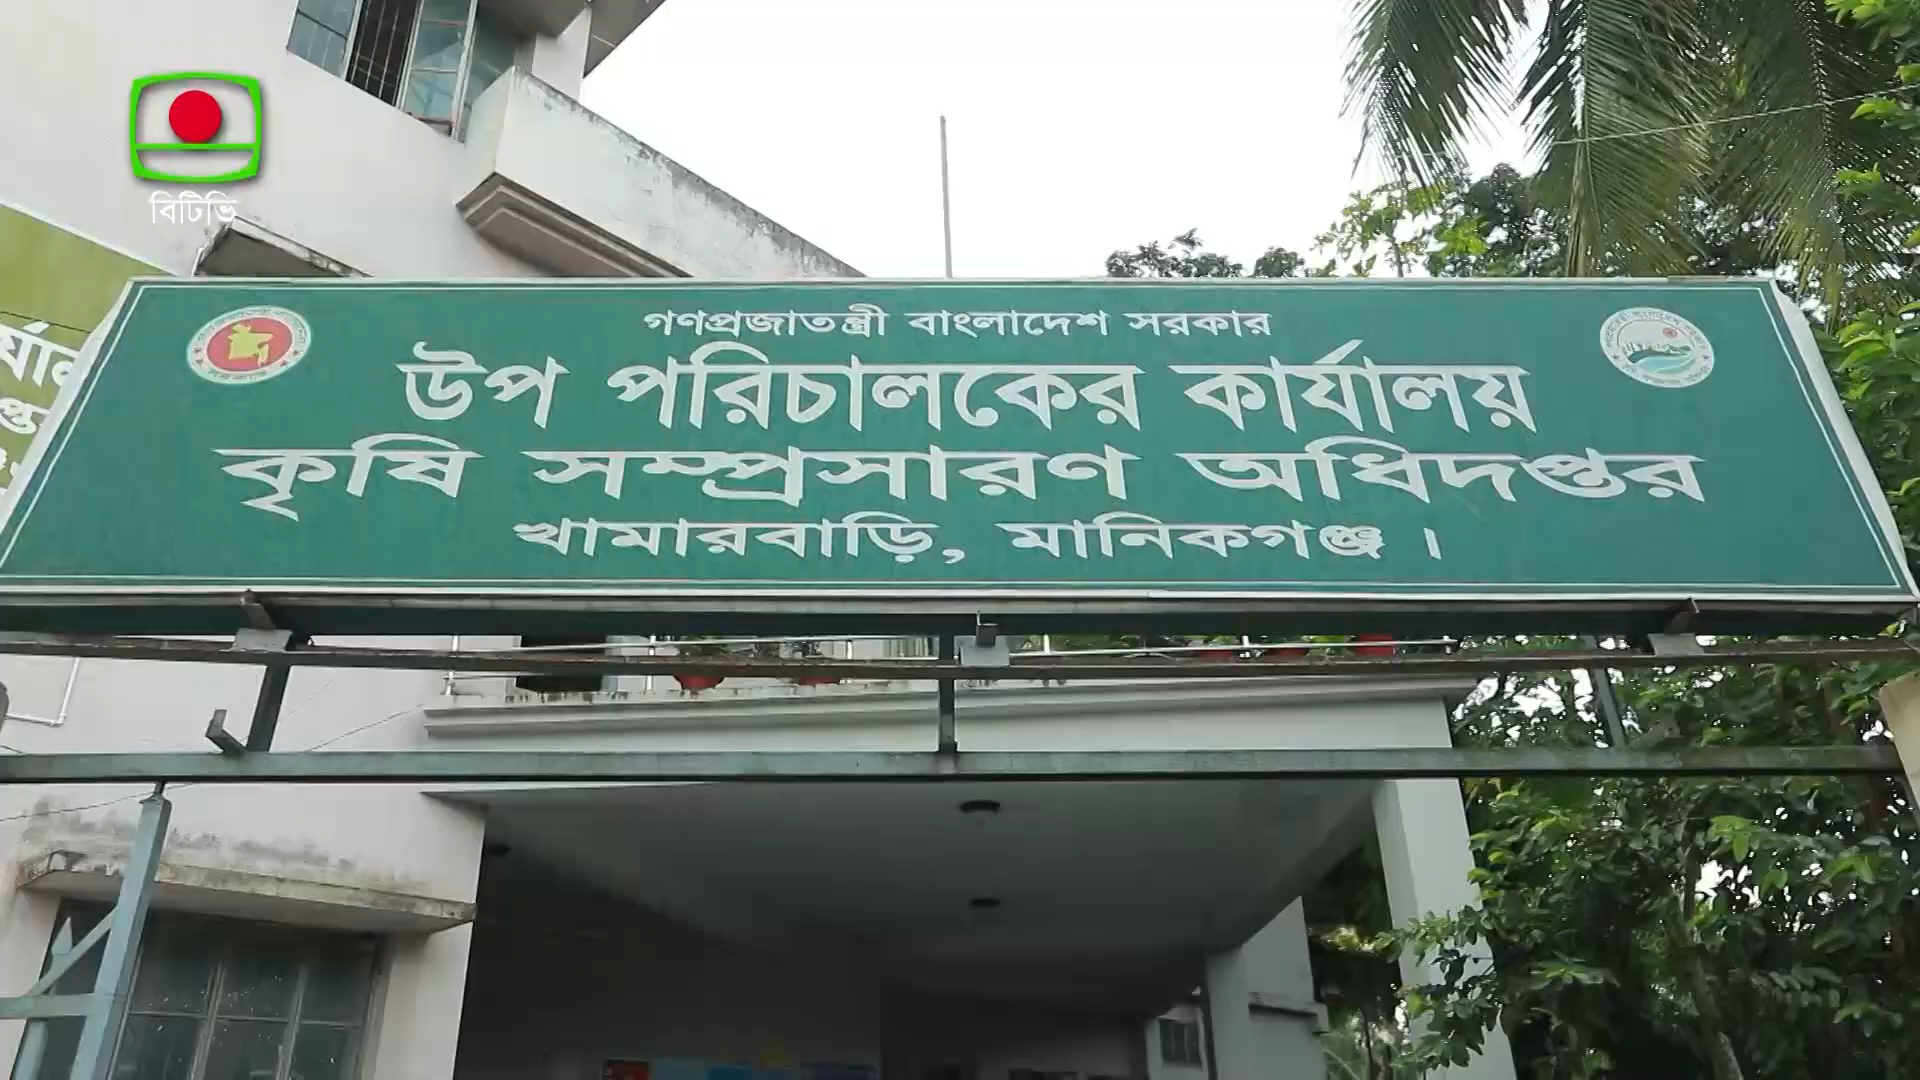 বিটিভি
গণপ্রজাতন্ত্রী বাংলাদেশ সরকার
উপ পরিচালকের কার্যালয়
কৃষি সম্প্রসারণ অধিদপ্তর
খামারবাড়ি, মানিকগঞ্জ ।